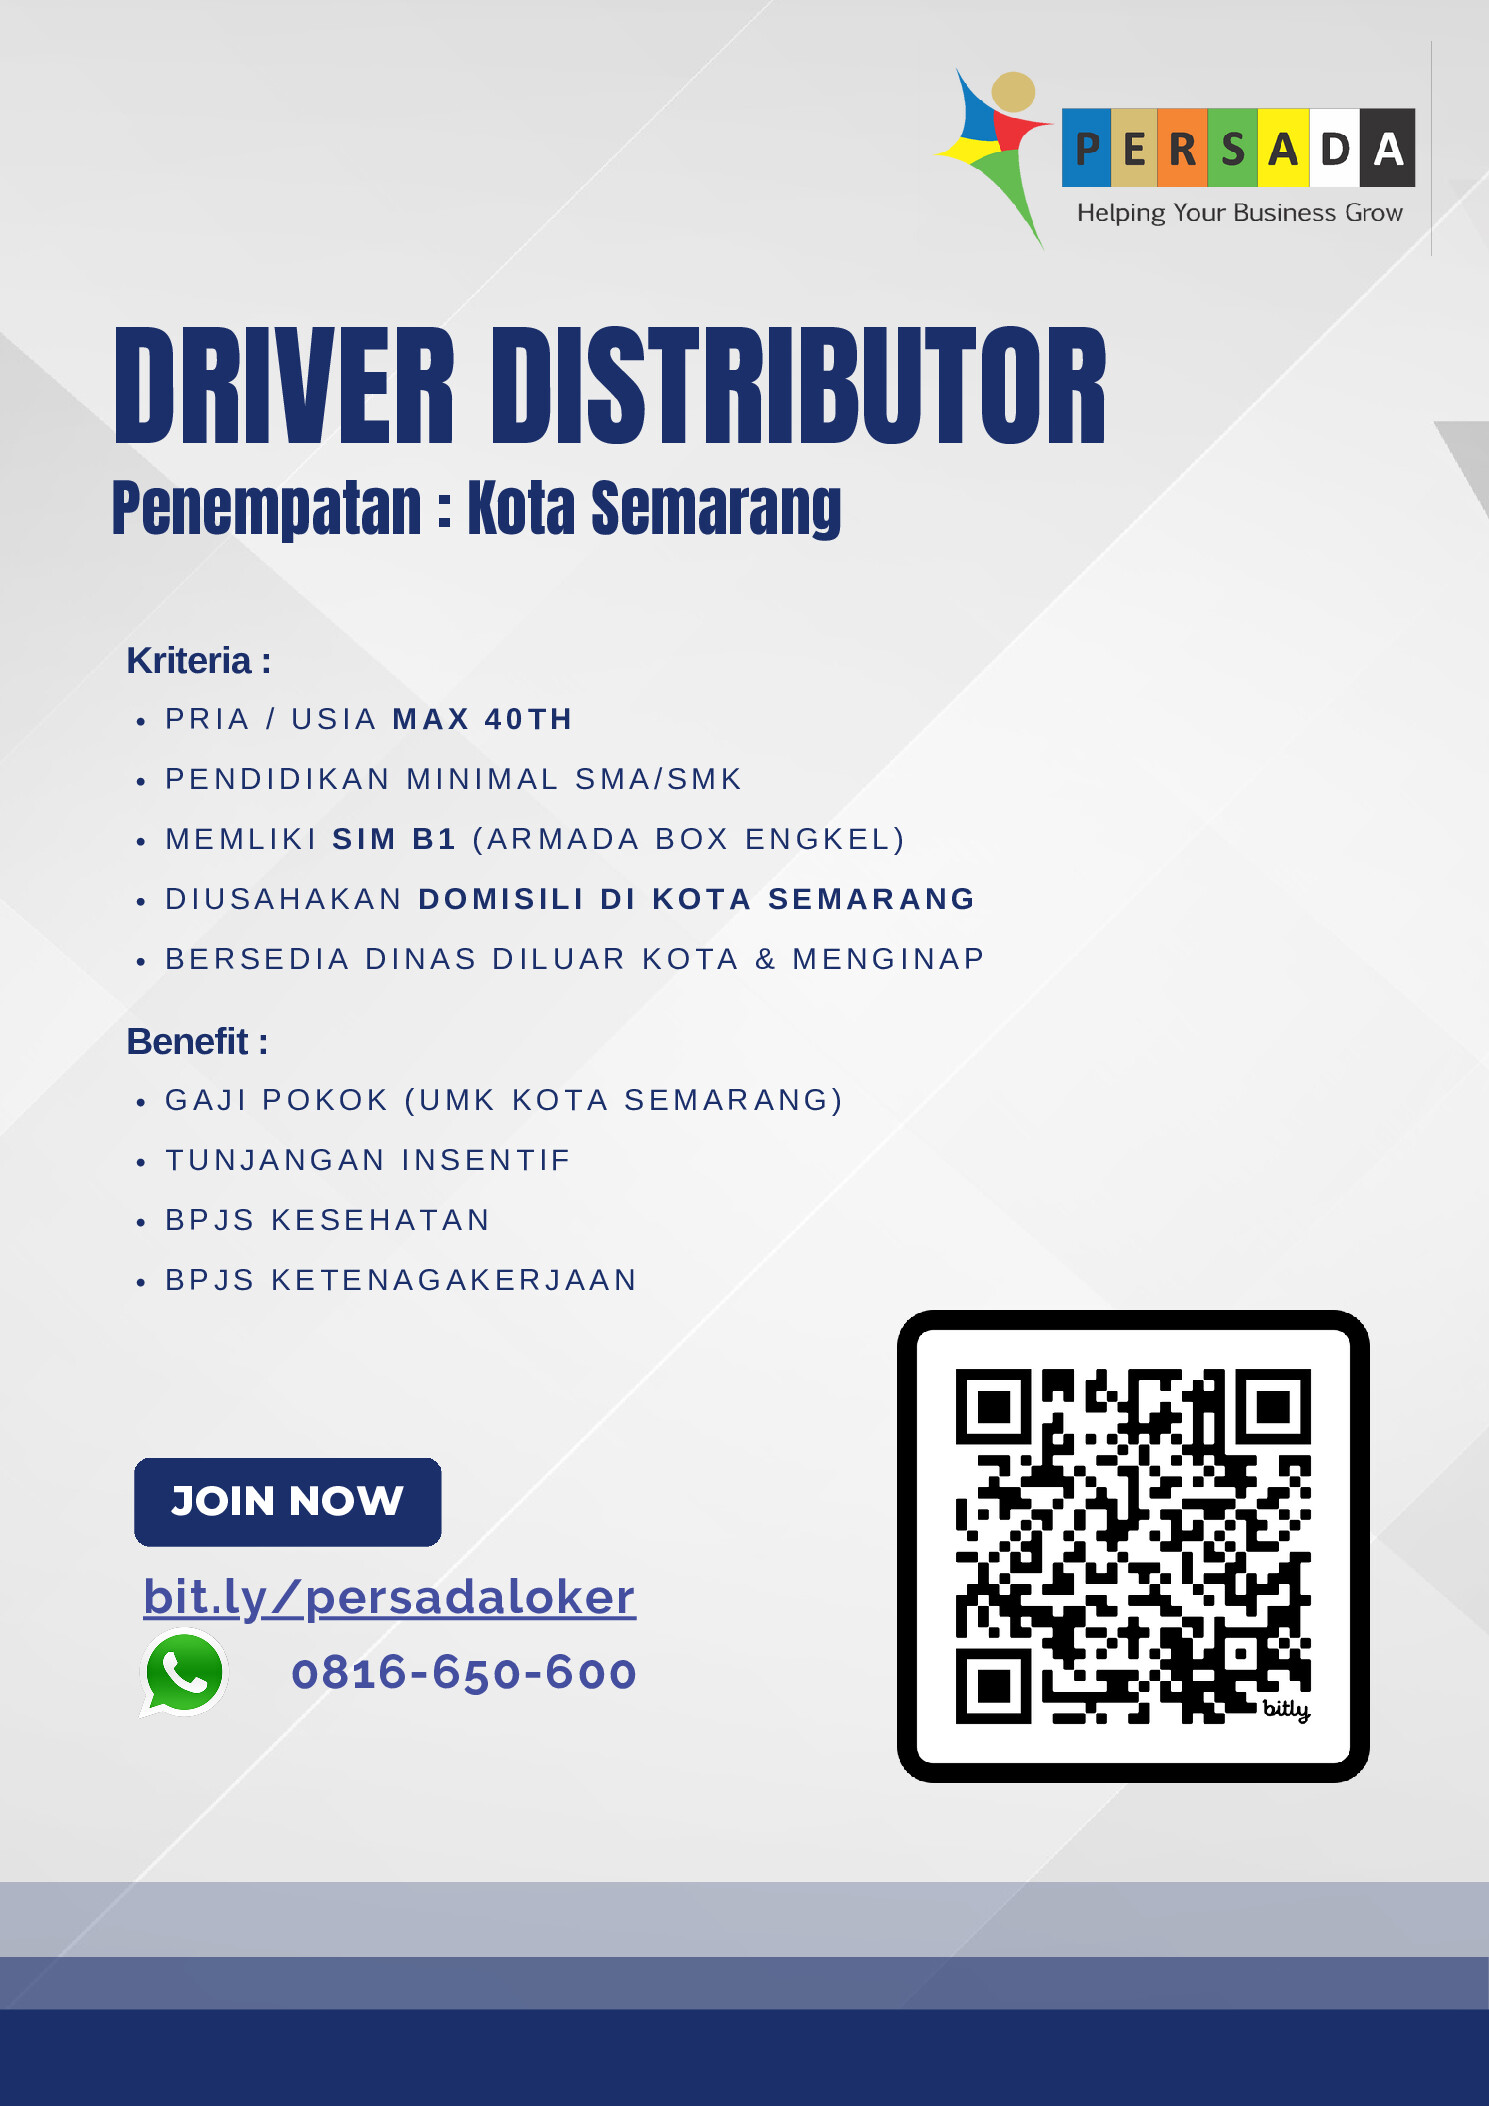 PERSADA
Helping Your Business Grow
DRIVER DISTRIBUTOR
Penempatan : Kota Semarang
Kriteria :
• PRIA / USIA MAX 40TH
• PENDIDIKAN MINIMAL SMA/SMK
• MEMLIKI SIM B1 (ARMADA BOX ENGKEL)
• DIUSAHAKAN DOMISILI DI KOTA SEMARANG
• BERSEDIA DINAS DILUAR KOTA & MENGINAP
Benefit :
• GAJI POKOK (UMK KOTA SEMARANG)
• TUNJANGAN INSENTIF
• BPJS KESEHATAN
• BPJS KETENAGAKERJAAN
JOIN NOW
bit.ly/persadaloker
0816-650-600
bitly